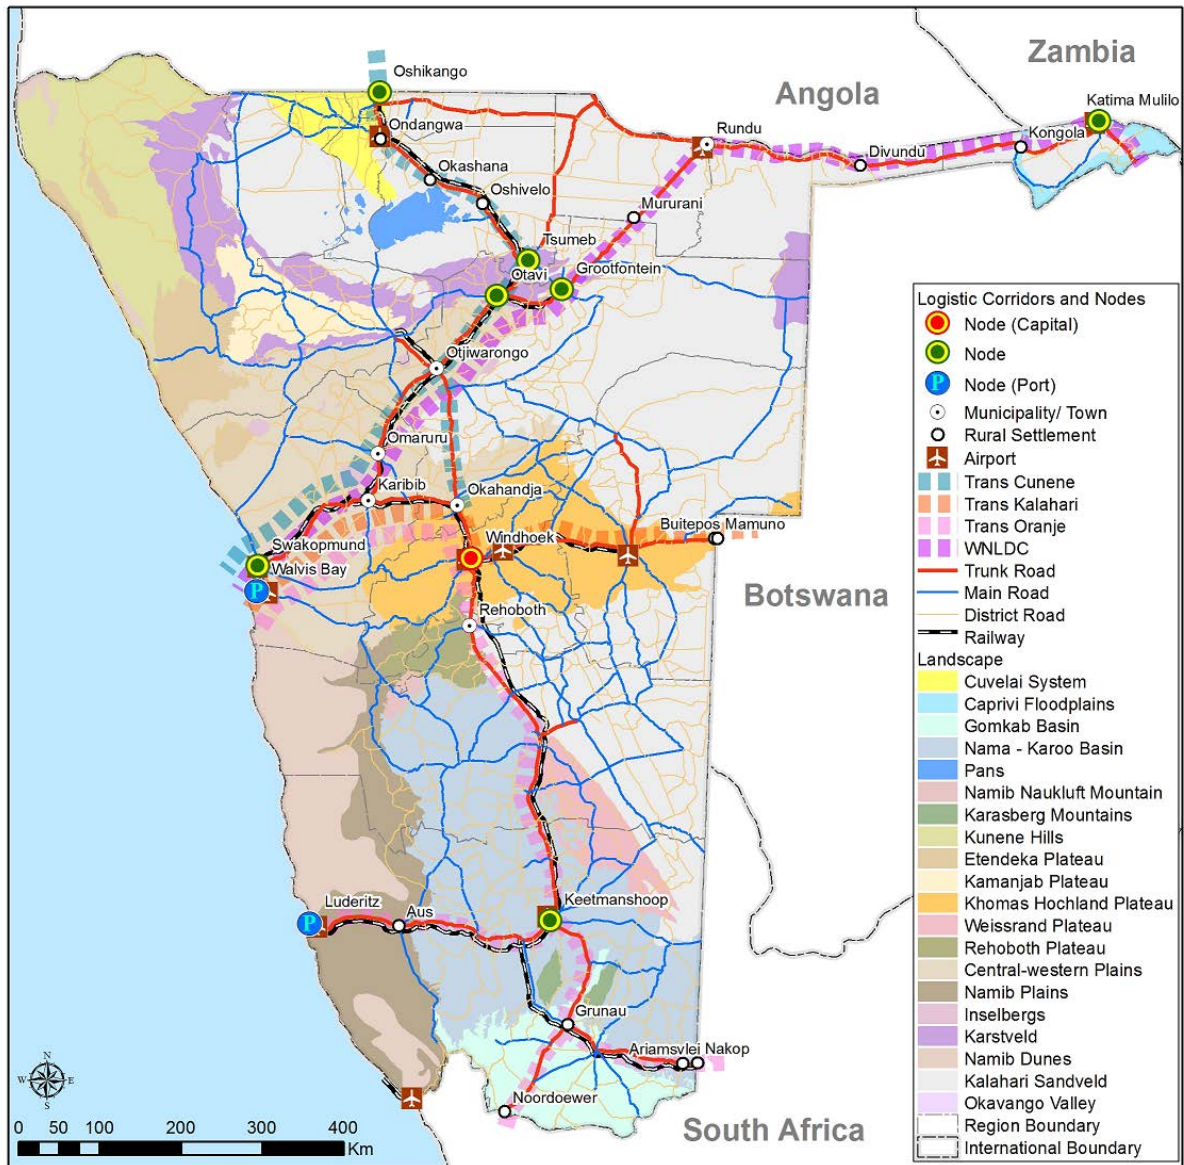 Zambia
Angola
Oshikango
Katima Mulilo
Ondangwa
Rundu
Kongola
Divundu
Okashana
Oshivelo
Mururani
Tsumeb
Otavi
Grootfontein
Otjiwarongo
Omaruru
Karibib
Okahandja
Swakopmund
Windhoek
Buitepos Mamuno
Walvis Bay
Botswana
Rehoboth
Luderitz
Aus
Keetmanshoop
Grunau
Ariamsvlei Nakop
Noordoewer
South Africa
Logistic Corridors and Nodes
Node (Capital)
Node
P
Node (Port)
Municipality/ Town
Rural Settlement
Airport
Trans Cunene
Trans Kalahari
Trans Oranje
WNLDC
Trunk Road
Main Road
District Road
Railway
Landscape
Cuvelai System
Caprivi Floodplains
Gomkab Basin
Nama - Karoo Basin
Pans
Namib Naukluft Mountain
Karasberg Mountains
Kunene Hills
Etendeka Plateau
Kamanjab Plateau
Khomas Hochland Plateau
Weissrand Plateau
Rehoboth Plateau
Central-western Plains
Namib Plains
Inselbergs
Karstveld
Namib Dunes
Kalahari Sandveld
Okavango Valley
Region Boundary
International Boundary
P
P
N
W E
S
0 50 100 200 300 400
Km